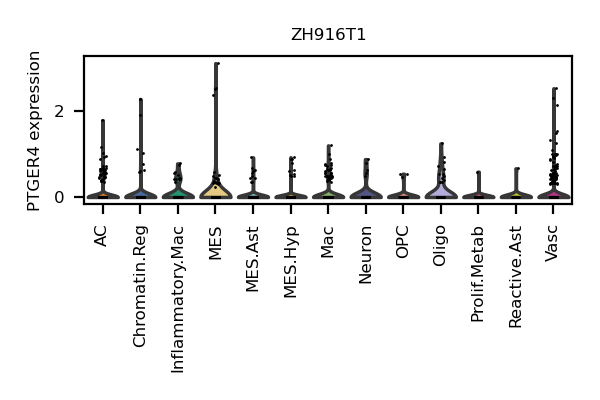 ZH916T1
PTGER4 expression
2
0
AC
Chromatin.Reg
Inflammatory.Mac
MES
MES.Ast
MES.Hyp
Mac
Neuron
OPC
Oligo
Prolif.Metab
Reactive.Ast
Vasc